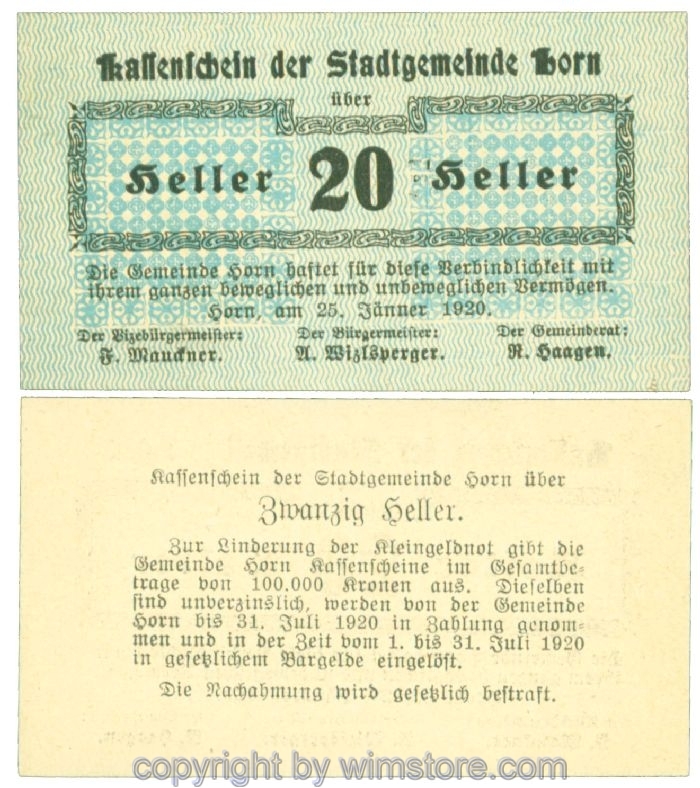 Kassenschein der Stadtgemeinde Horn
über
Heller 20 Heller
Die Gemeinde Horn haftet für diese Verbindlichkeit mit
ihrem ganzen beweglichen und unbeweglichen Vermögen.
Horn, am 25. Jänner 1920.
Der Vizebürgermeister: Der Bürgermeister: Der Gemeinderat:
F. Mauckner. A. Wizlsperger. R. Haagen.
Kassenschein der Stadtgemeinde Horn über
Zwanzig Heller.
Zur Linderung der Kleingeldnot gibt die
Gemeinde Horn Kassenscheine im Gesamtbe-
trage von 100.000 Kronen aus. Dieselben
sind unverzinslich, werden von der Gemeinde
Horn bis 31. Juli 1920 in Zahlung genom-
men und in der Zeit vom 1. bis 31. Juli 1920
in gesetzlichem Bargelde eingelöst.
Die Nachahmung wird gesetzlich bestraft.
copyright by wimstore.com